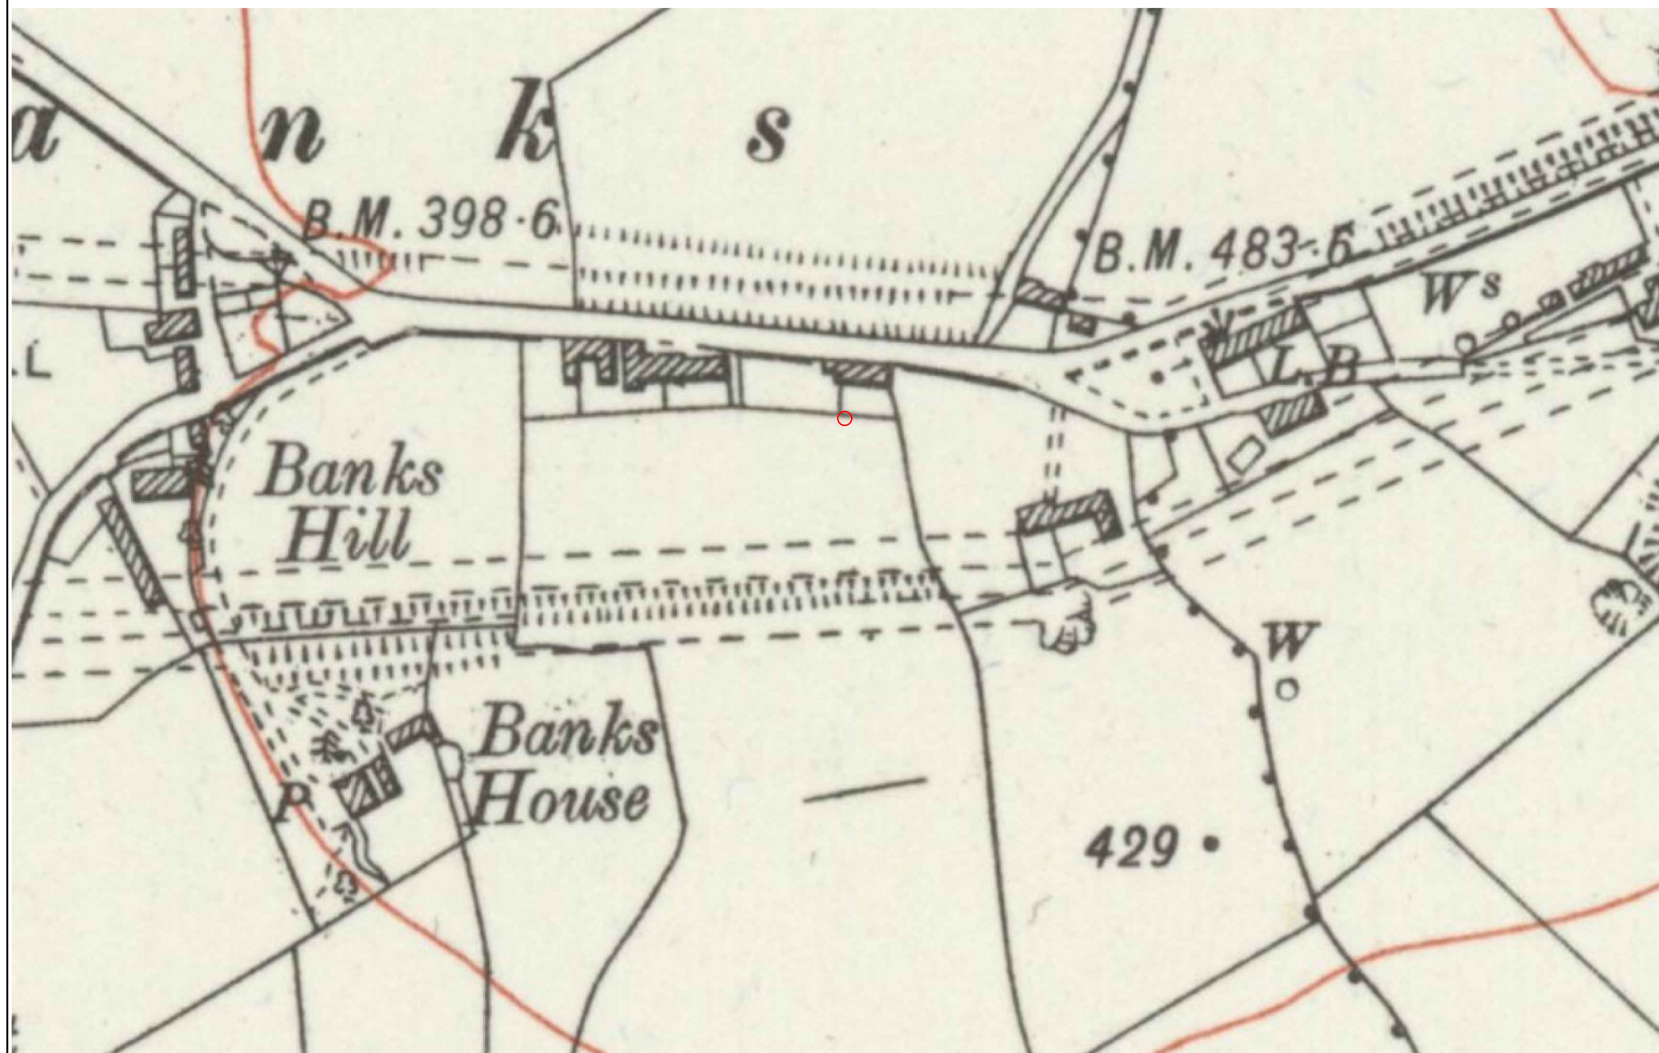 a n k s
B.M. 398·6
B.M. 483·6
Wˢ
L.B
L
Banks
Hill
W
Banks
House
P
429